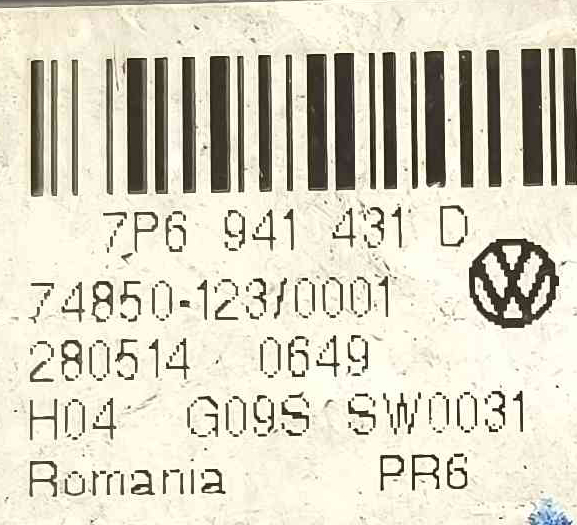 7P6 941 431 D
74850-123/0001
280514 0649
H04 G09S SW0031
Romania PR6